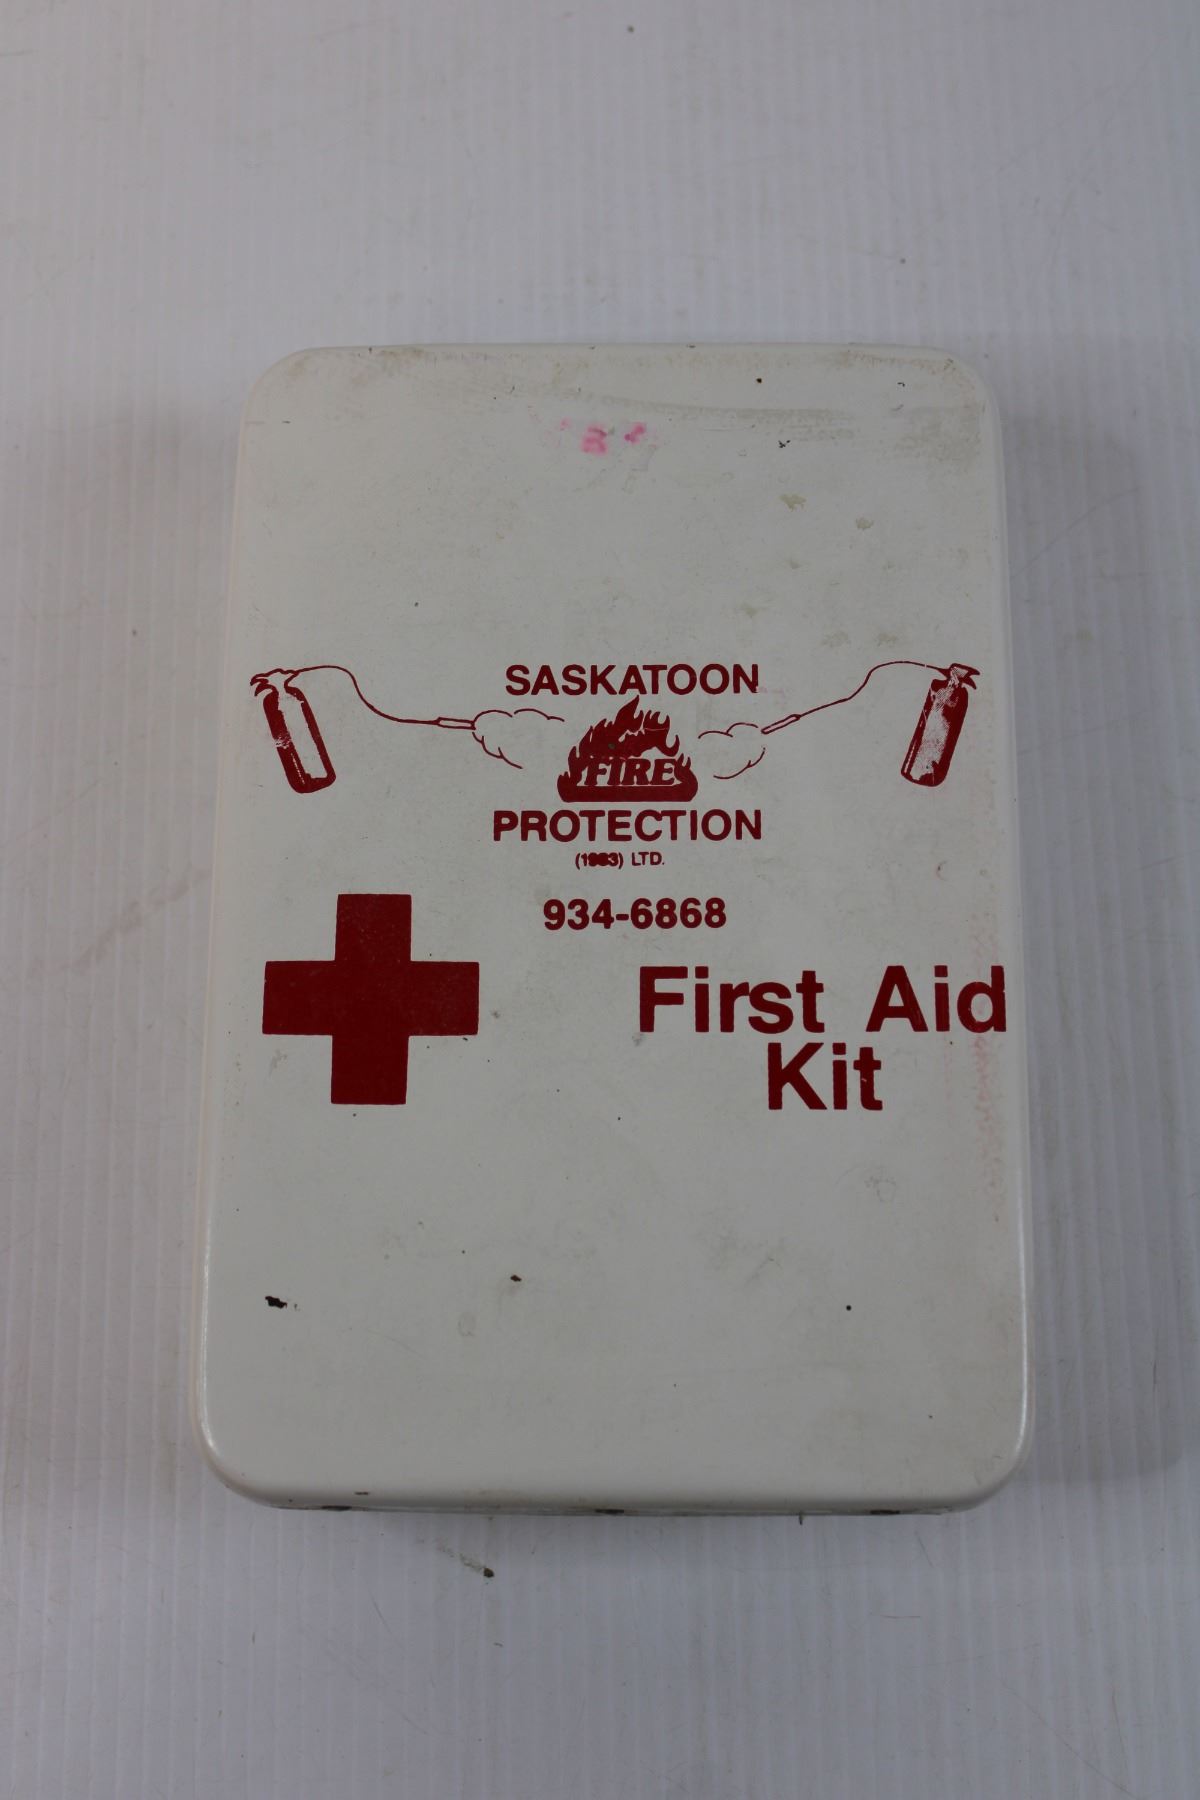 SASKATOON
FIRE
PROTECTION
(1983) LTD.
934-6868
First Aid
Kit